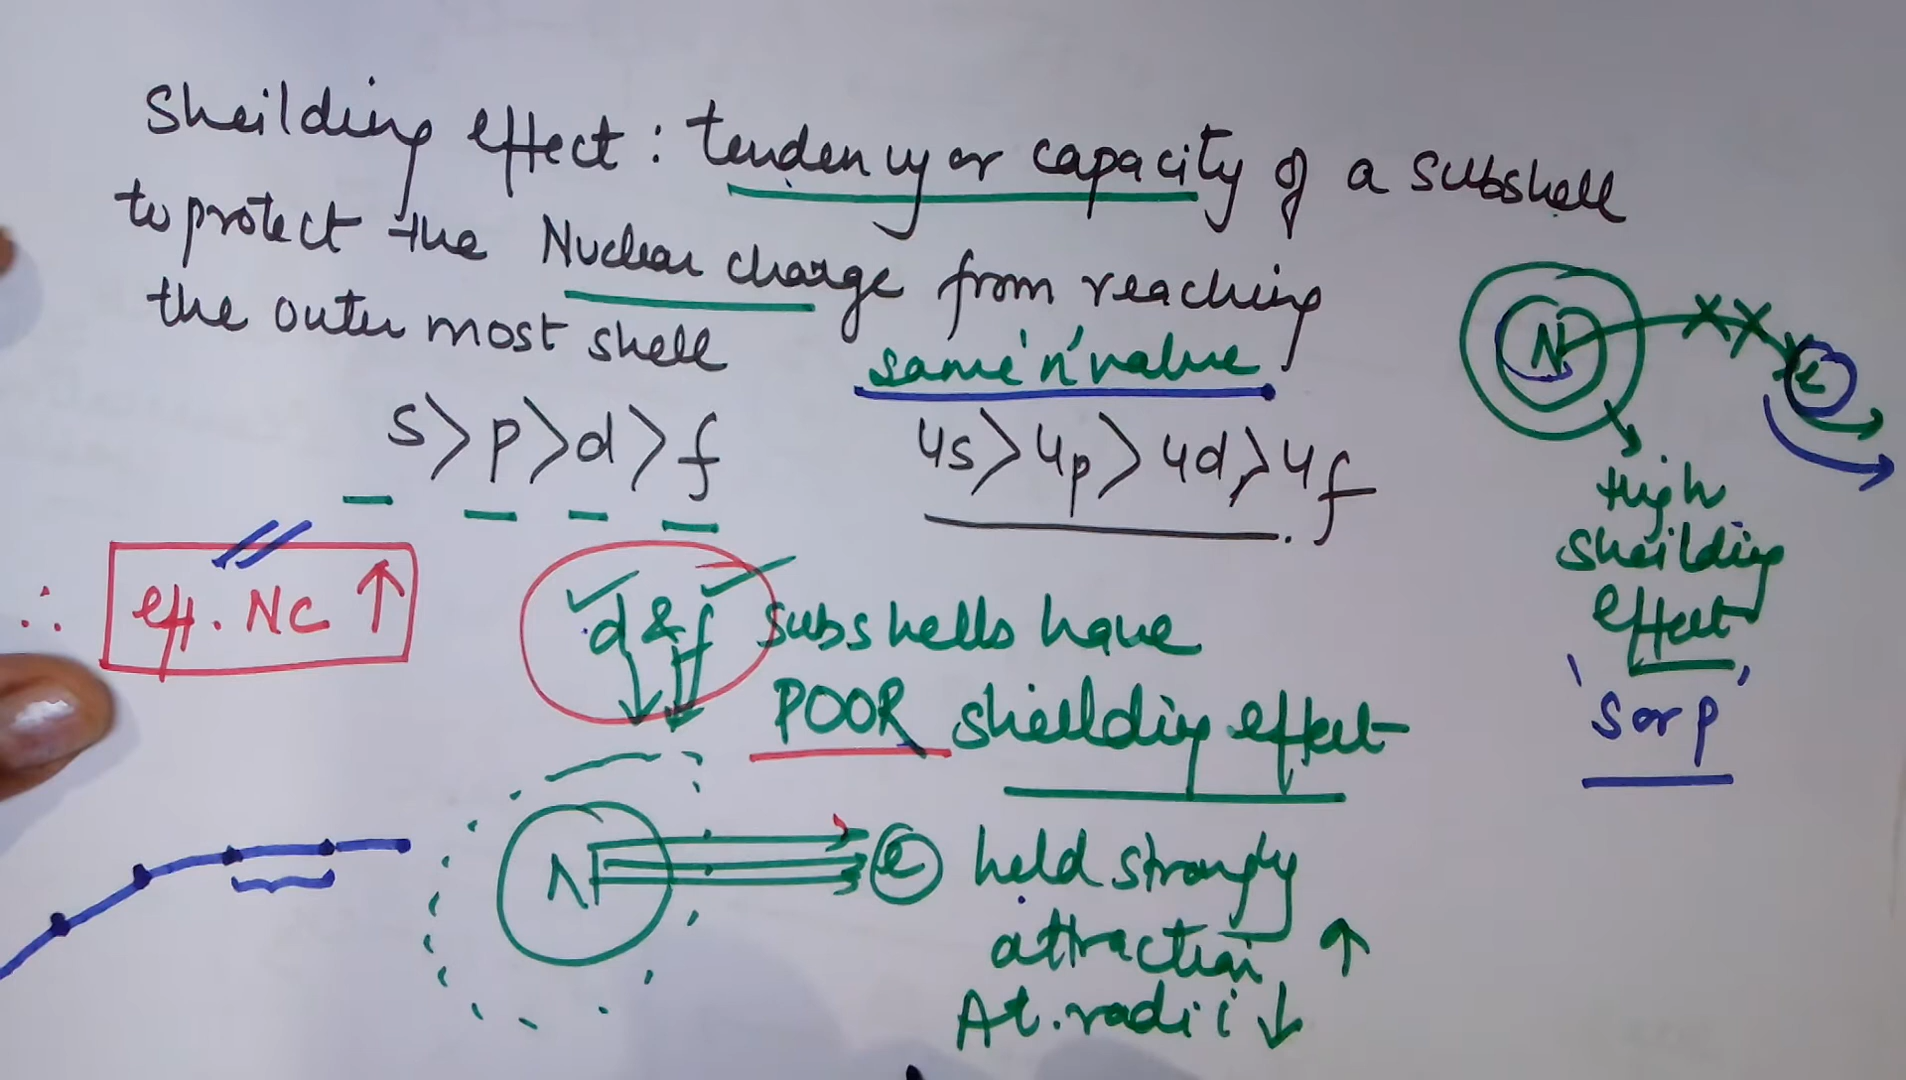 Sheilding effect : tendency or capacity of a subshell
to protect the Nuclear charge from reaching
the outer most shell
same 'n' value
s > p > d > f
4s > 4p > 4d > 4f
N
e
High
sheilding
effect
's or p'
∴ eff. NC ↑
d & f subshells have
POOR sheilding effect
N
e
held strongly
attraction ↑
At. radii ↓